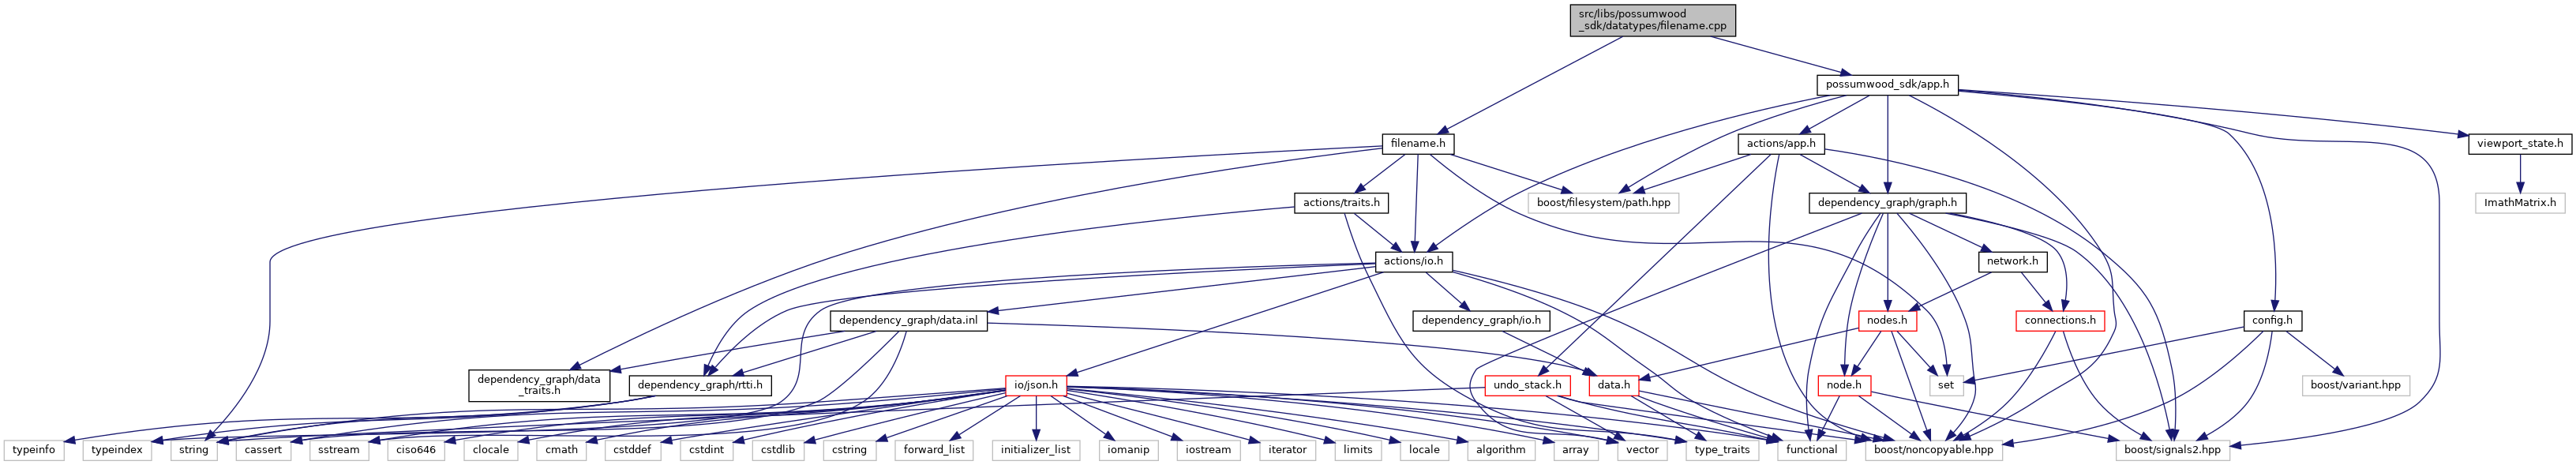 src/libs/possumwood
_sdk/datatypes/filename.cpp
possumwood_sdk/app.h
filename.h
actions/app.h
viewport_state.h
actions/traits.h
boost/filesystem/path.hpp
dependency_graph/graph.h
ImathMatrix.h
actions/io.h
network.h
dependency_graph/data.inl
dependency_graph/io.h
nodes.h
connections.h
config.h
dependency_graph/data
_traits.h
dependency_graph/rtti.h
io/json.h
undo_stack.h
data.h
node.h
set
boost/variant.hpp
typeinfo
typeindex
string
cassert
sstream
ciso646
clocale
cmath
cstddef
cstdint
cstdlib
cstring
forward_list
initializer_list
iomanip
iostream
iterator
limits
locale
algorithm
array
vector
type_traits
functional
boost/noncopyable.hpp
boost/signals2.hpp